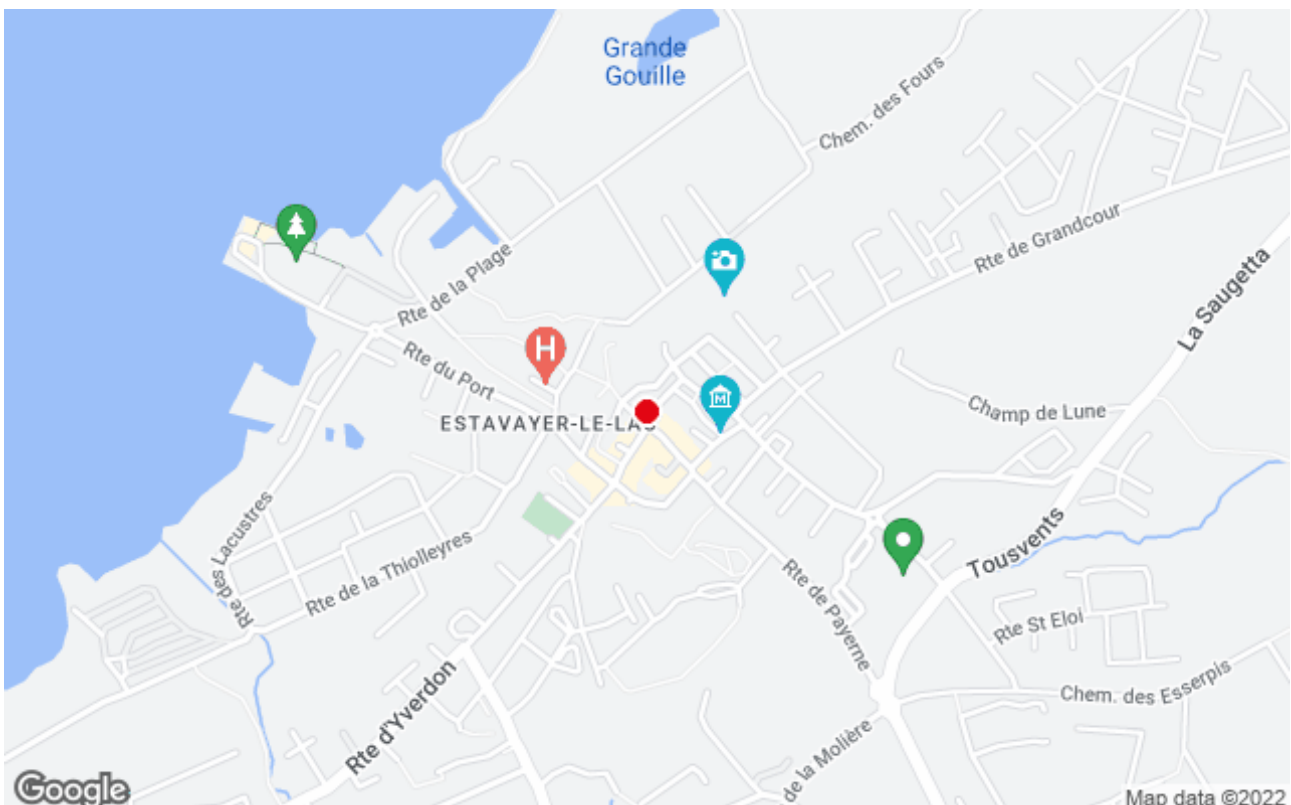 Grande
Gouille
Chem. des Fours
Rte de Grandcour
La Saugetta
Rte de la Plage
H
Rte du Port
M
Champ de Lune
ESTAVAYER-LE-LAC
Rte des Lacustres
Tousvents
Rte de la Thiolleyres
Rte de Payerne
Rte St Eloi
Rte d'Yverdon
Chem. des Esserpis
de la Molière
Google
Map data ©2022